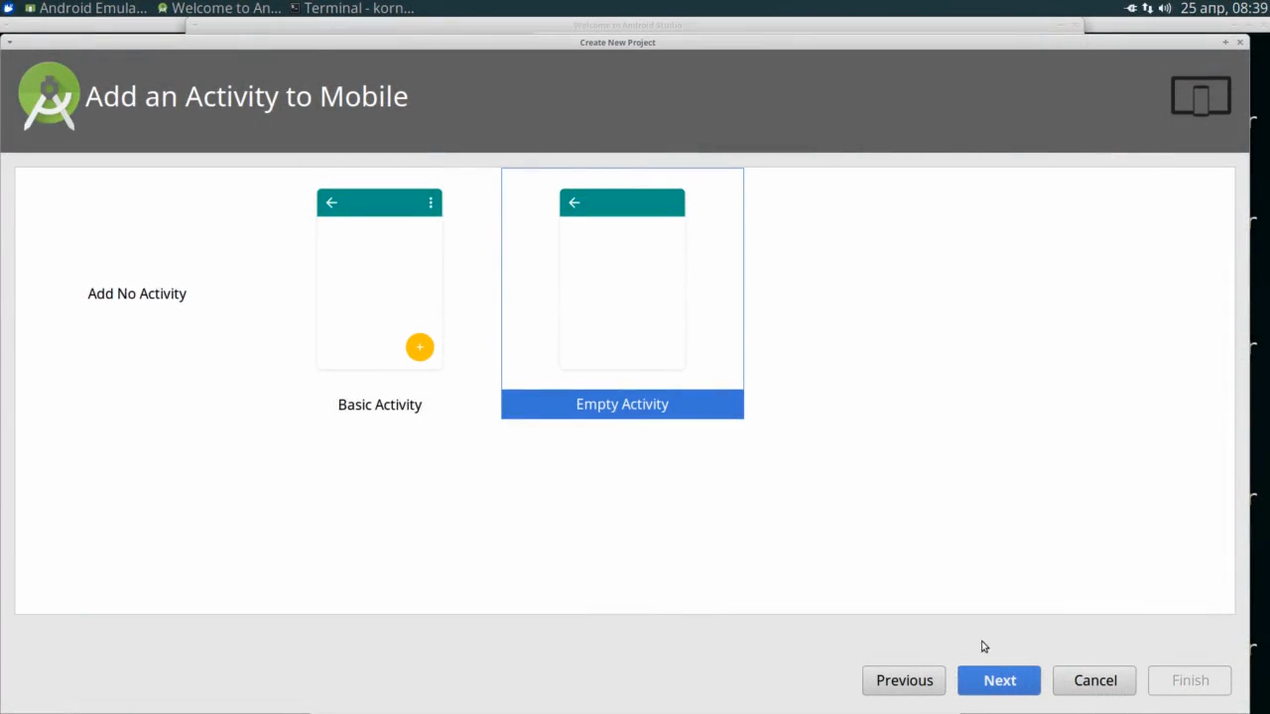 Android Emula... Welcome to An... Terminal - korn... 25 апр, 08:39
Welcome to Android Studio
Create New Project
Add an Activity to Mobile
Add No Activity
Basic Activity
Empty Activity
Previous Next Cancel Finish